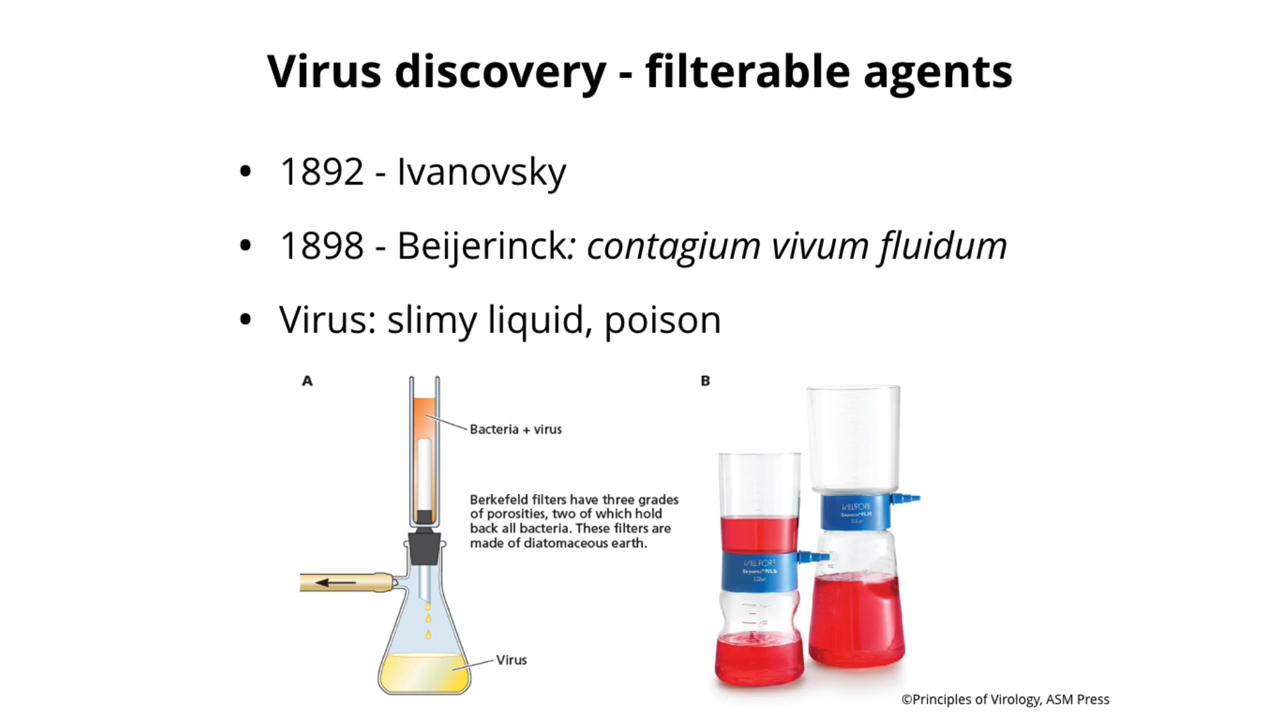 Virus discovery - filterable agents
• 1892 - Ivanovsky
• 1898 - Beijerinck: contagium vivum fluidum
• Virus: slimy liquid, poison
A
Bacteria + virus
Berkefeld filters have three grades
of porosities, two of which hold
back all bacteria. These filters are
made of diatomaceous earth.
Virus
B
©Principles of Virology, ASM Press